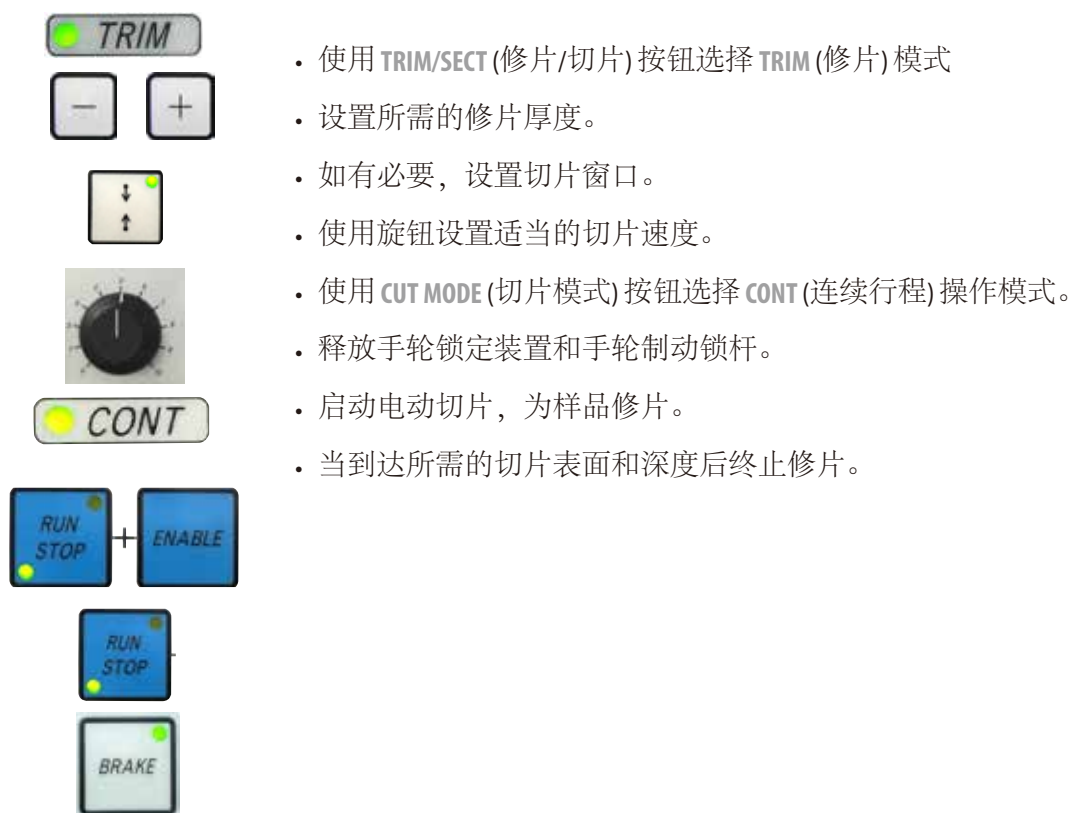 TRIM
− +
CONT
RUN
STOP
+
ENABLE
RUN
STOP
BRAKE
• 使用 TRIM/SECT (修片/切片) 按钮选择 TRIM (修片) 模式
• 设置所需的修片厚度。
• 如有必要，设置切片窗口。
• 使用旋钮设置适当的切片速度。
• 使用 CUT MODE (切片模式) 按钮选择 CONT (连续行程) 操作模式。
• 释放手轮锁定装置和手轮制动锁杆。
• 启动电动切片，为样品修片。
• 当到达所需的切片表面和深度后终止修片。